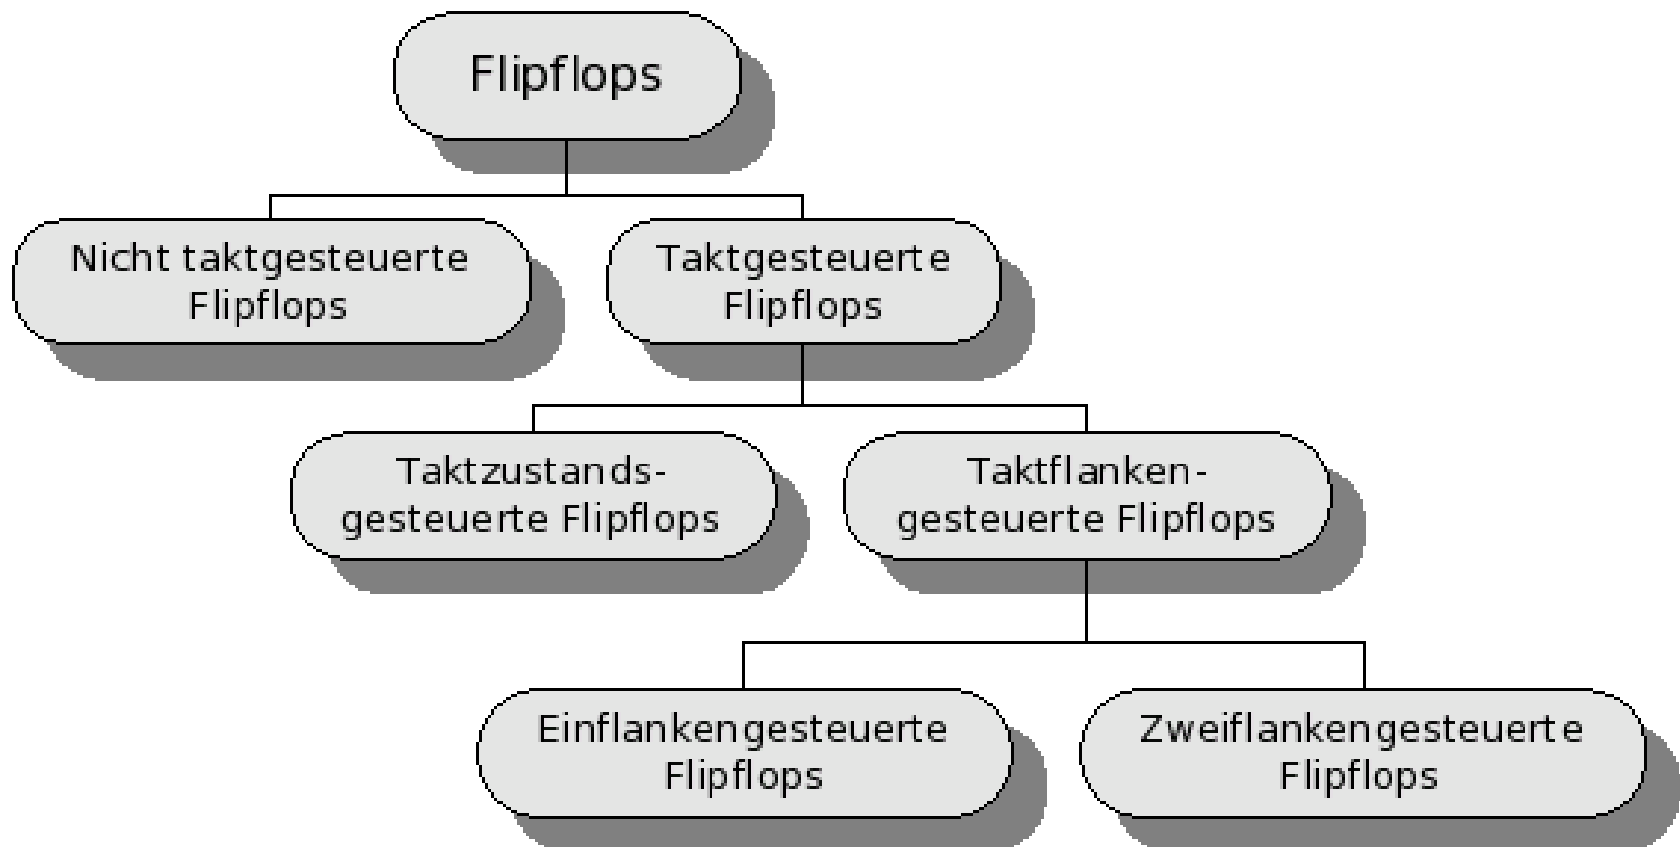 Flipflops
Nicht taktgesteuerte
Flipflops
Taktgesteuerte
Flipflops
Taktzustands-
gesteuerte Flipflops
Taktflanken-
gesteuerte Flipflops
Einflankengesteuerte
Flipflops
Zweiflankengesteuerte
Flipflops